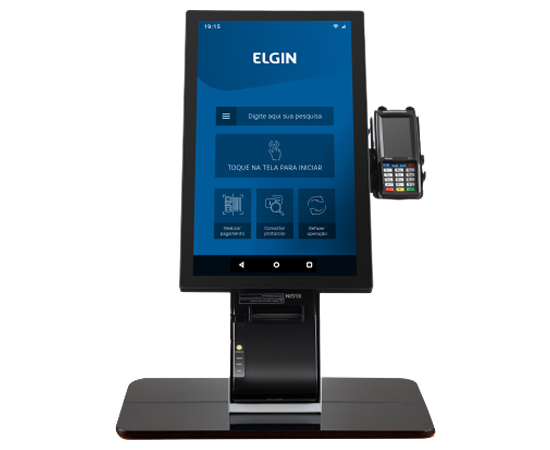 19:15
ELGIN
Digite aqui sua pesquisa
TOQUE NA TELA PARA INICIAR
Realizar
pagamento
Consultar
protocolo
Refazer
operação